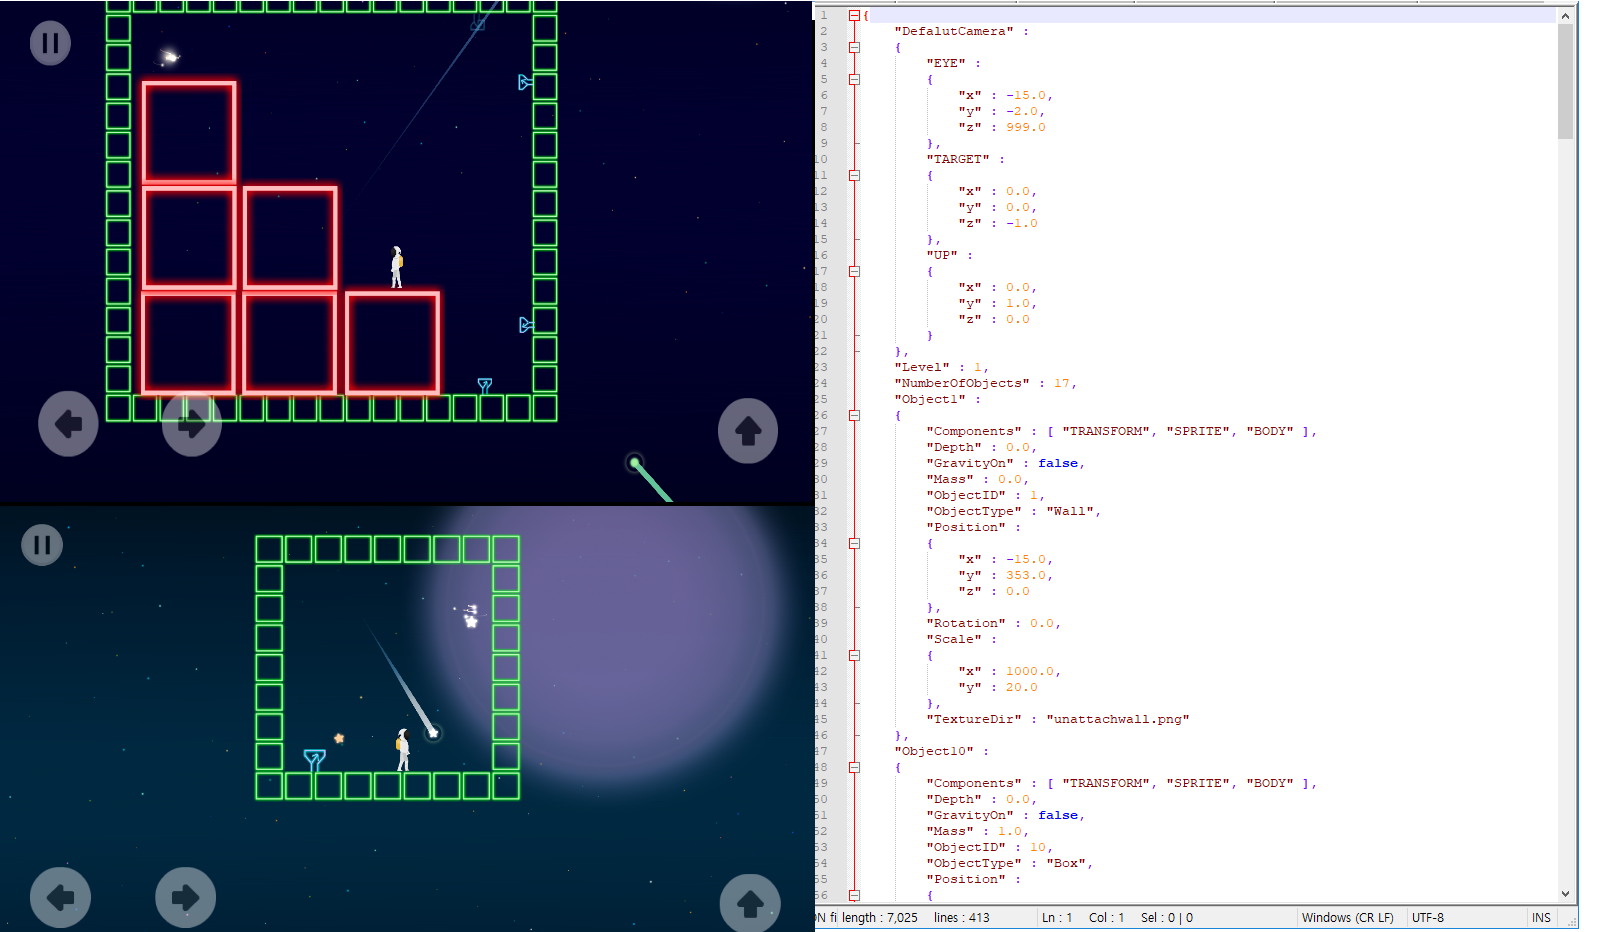 1 {
2 "DefalutCamera" :
3 {
4 "EYE" :
5 {
6 "x" : -15.0,
7 "y" : -2.0,
8 "z" : 999.0
9 },
10 "TARGET" :
11 {
12 "x" : 0.0,
13 "y" : 0.0,
14 "z" : -1.0
15 },
16 "UP" :
17 {
18 "x" : 0.0,
19 "y" : 1.0,
20 "z" : 0.0
21 }
22 },
23 "Level" : 1,
24 "NumberOfObjects" : 17,
25 "Object1" :
26 {
27 "Components" : [ "TRANSFORM", "SPRITE", "BODY" ],
28 "Depth" : 0.0,
29 "GravityOn" : false,
30 "Mass" : 0.0,
31 "ObjectID" : 1,
32 "ObjectType" : "Wall",
33 "Position" :
34 {
35 "x" : -15.0,
36 "y" : 353.0,
37 "z" : 0.0
38 },
39 "Rotation" : 0.0,
40 "Scale" :
41 {
42 "x" : 1000.0,
43 "y" : 20.0
44 },
45 "TextureDir" : "unattachwall.png"
46 },
47 "Object10" :
48 {
49 "Components" : [ "TRANSFORM", "SPRITE", "BODY" ],
50 "Depth" : 0.0,
51 "GravityOn" : false,
52 "Mass" : 1.0,
53 "ObjectID" : 10,
54 "ObjectType" : "Box",
55 "Position" :
56 {
ON fi length : 7,025 lines : 413 Ln : 1 Col : 1 Sel : 0 | 0 Windows (CR LF) UTF-8 INS